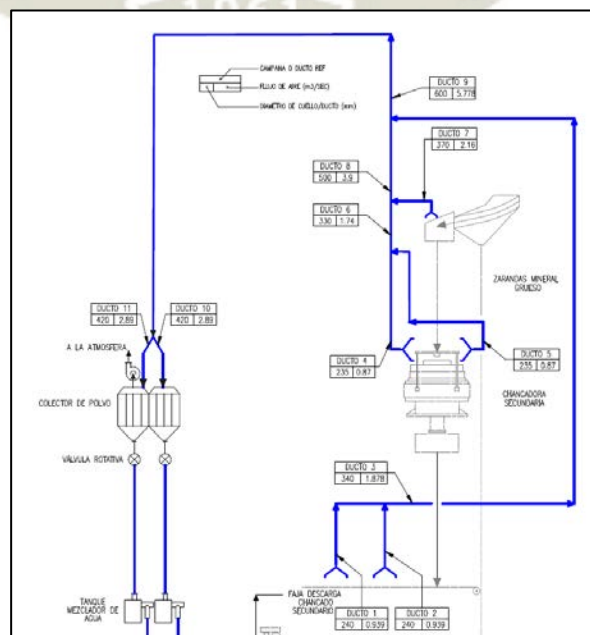 CAMPANA O DUCTO REF
FLUJO DE AIRE (m3/SEC)
DIAMETRO DE CUELLO/DUCTO (mm)
DUCTO 9
600 5.778
DUCTO 7
370 2.16
DUCTO 8
500 3.9
DUCTO 6
330 1.74
ZARANDAS MINERAL
GRUESO
DUCTO 11
420 2.89
DUCTO 10
420 2.89
A LA ATMOSFERA
DUCTO 4
235 0.87
DUCTO 5
235 0.87
COLECTOR DE POLVO
CHANCADORA
SECUNDARIA
VÁLVULA ROTATIVA
DUCTO 3
340 1.878
TANQUE
MEZCLADOR DE
AGUA
FAJA DESCARGA
CHANCADO
SECUNDARIO
DUCTO 1
240 0.939
DUCTO 2
240 0.939